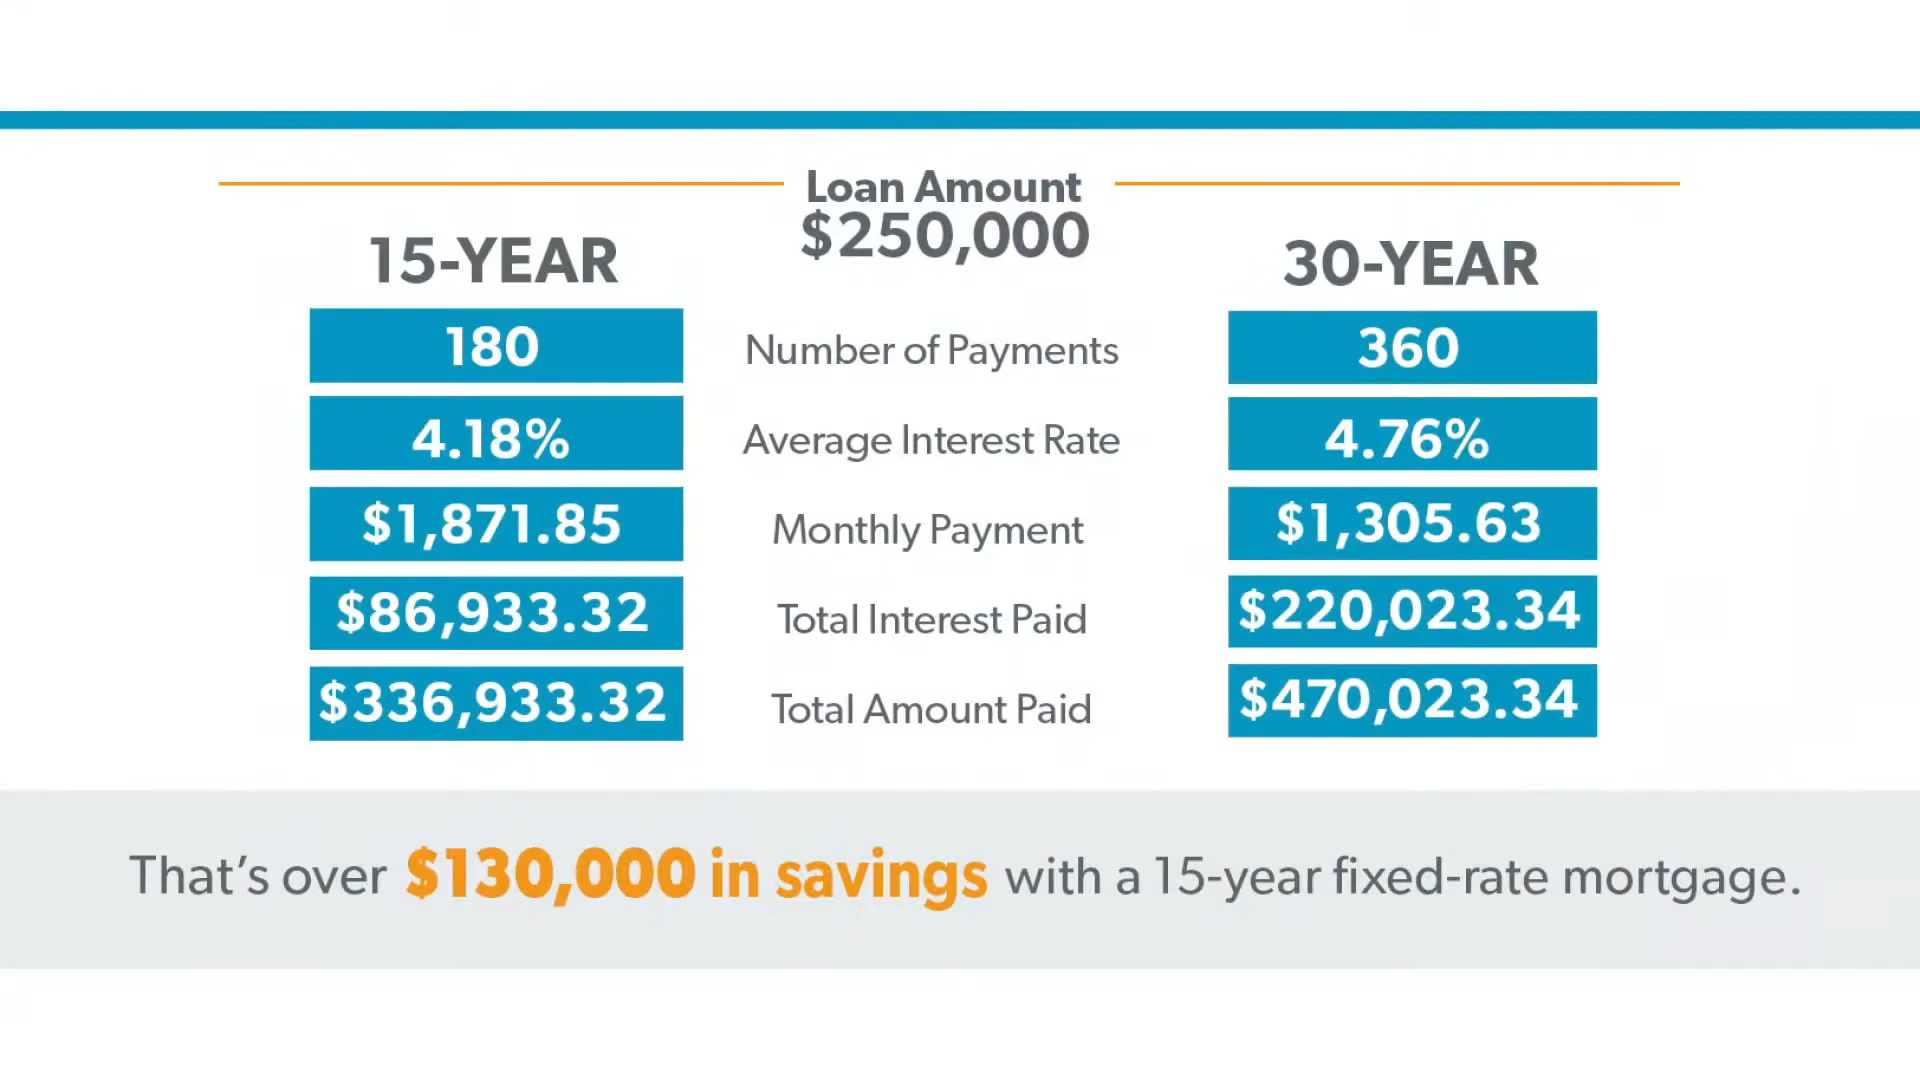 Loan Amount
$250,000
15-YEAR 30-YEAR
180 Number of Payments 360
4.18% Average Interest Rate 4.76%
$1,871.85 Monthly Payment $1,305.63
$86,933.32 Total Interest Paid $220,023.34
$336,933.32 Total Amount Paid $470,023.34
That’s over $130,000 in savings with a 15-year fixed-rate mortgage.